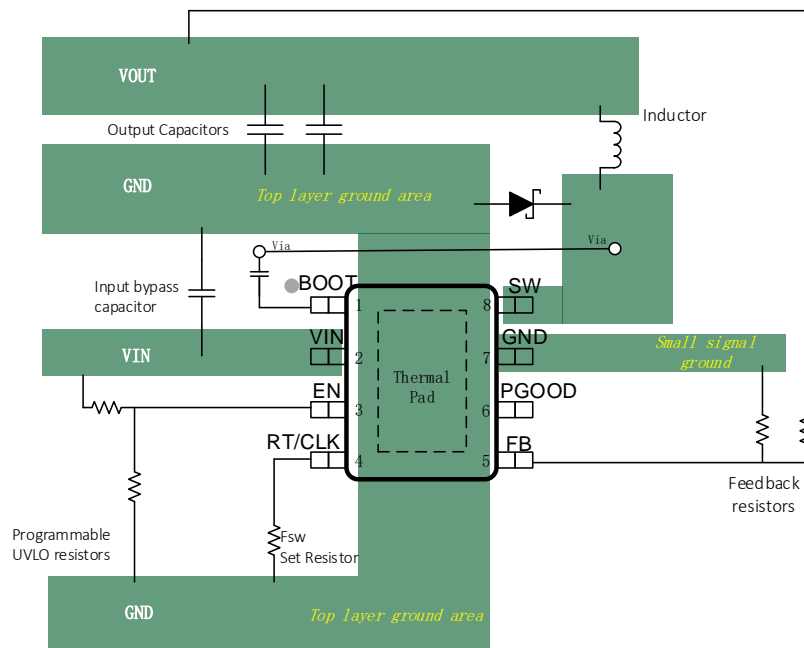 VOUT
Inductor
Output Capacitors
GND
Top layer ground area
Via
Via
BOOT
SW
Input bypass
capacitor
1
8
VIN
VIN
2
7
GND
Small signal
ground
Thermal
Pad
EN
3
6
PGOOD
RT/CLK
4
5
FB
Feedback
resistors
Programmable
UVLO resistors
Fsw
Set Resistor
GND
Top layer ground area